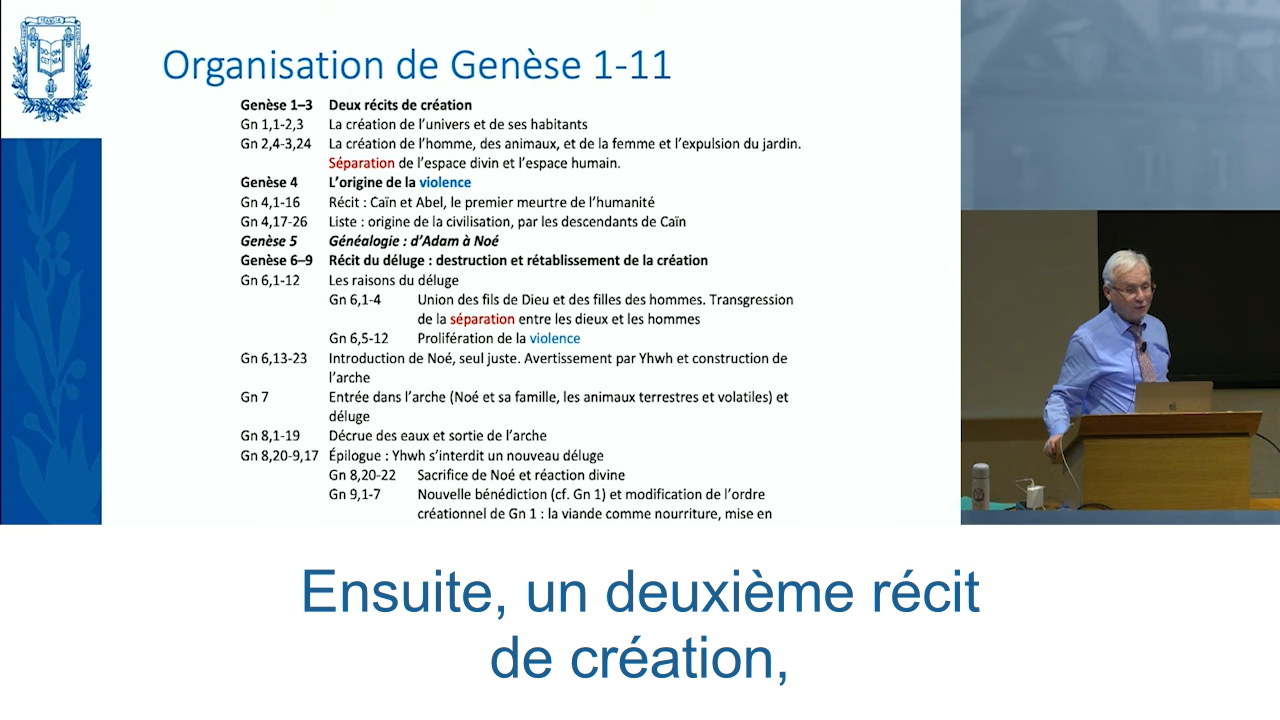 FRANCIA
DO OM
CET NIA
Organisation de Genèse 1-11
Genèse 1–3 Deux récits de création
Gn 1,1-2,3 La création de l’univers et de ses habitants
Gn 2,4-3,24 La création de l’homme, des animaux, et de la femme et l’expulsion du jardin.
Séparation de l’espace divin et l’espace humain.
Genèse 4 L’origine de la violence
Gn 4,1-16 Récit : Caïn et Abel, le premier meurtre de l’humanité
Gn 4,17-26 Liste : origine de la civilisation, par les descendants de Caïn
Genèse 5 Généalogie : d’Adam à Noé
Genèse 6–9 Récit du déluge : destruction et rétablissement de la création
Gn 6,1-12 Les raisons du déluge
Gn 6,1-4 Union des fils de Dieu et des filles des hommes. Transgression
de la séparation entre les dieux et les hommes
Gn 6,5-12 Prolifération de la violence
Gn 6,13-23 Introduction de Noé, seul juste. Avertissement par Yhwh et construction de
l’arche
Gn 7 Entrée dans l’arche (Noé et sa famille, les animaux terrestres et volatiles) et
déluge
Gn 8,1-19 Décrue des eaux et sortie de l’arche
Gn 8,20-9,17 Épilogue : Yhwh s’interdit un nouveau déluge
Gn 8,20-22 Sacrifice de Noé et réaction divine
Gn 9,1-7 Nouvelle bénédiction (cf. Gn 1) et modification de l’ordre
créationnel de Gn 1 : la viande comme nourriture, mise en
Ensuite, un deuxième récit
de création,